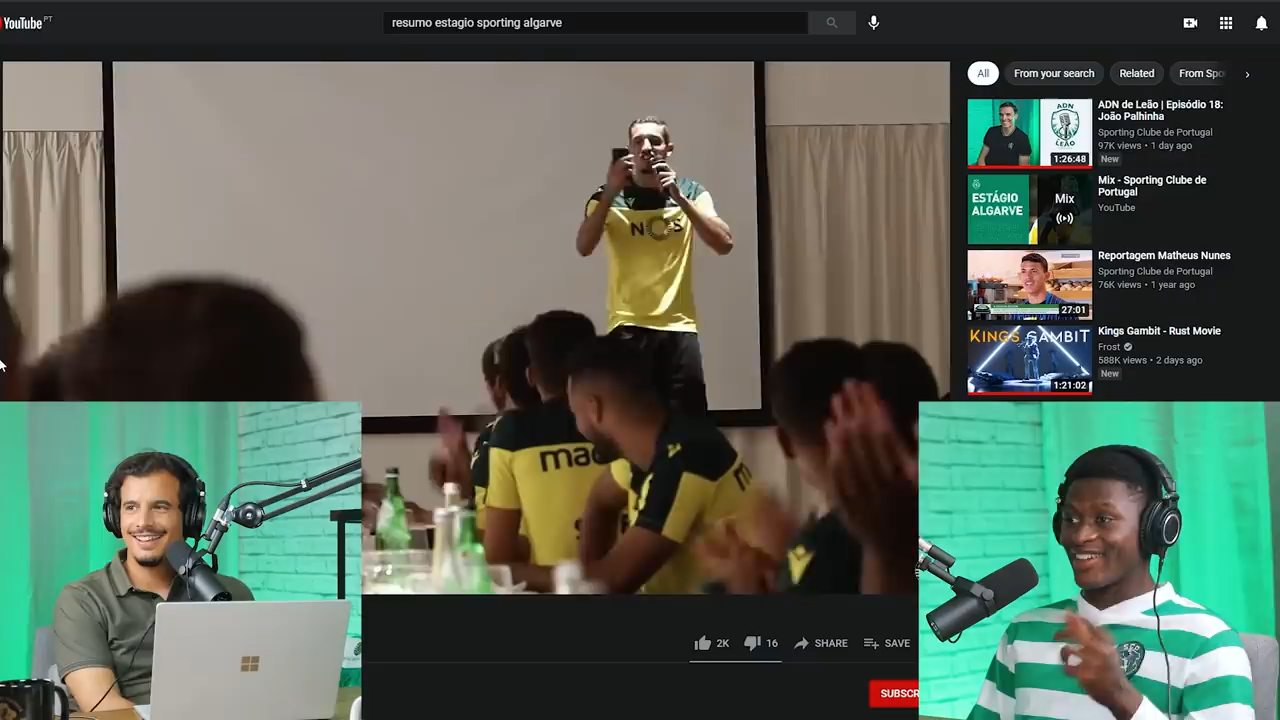 YouTube PT
resumo estagio sporting algarve
All
From your search
Related
From Spo
ADN de Leão | Episódio 18:
João Palhinha
Sporting Clube de Portugal
97K views • 1 day ago
New
ADN
LEÃO
1:26:48
Mix - Sporting Clube de
Portugal
YouTube
ESTÁGIO
ALGARVE
Mix
Reportagem Matheus Nunes
Sporting Clube de Portugal
76K views • 1 year ago
27:01
Kings Gambit - Rust Movie
Frost
588K views • 2 days ago
New
KINGS GAMBIT
1:21:02
NOS
mac
m
2K
16
SHARE
SAVE
SUBSCR